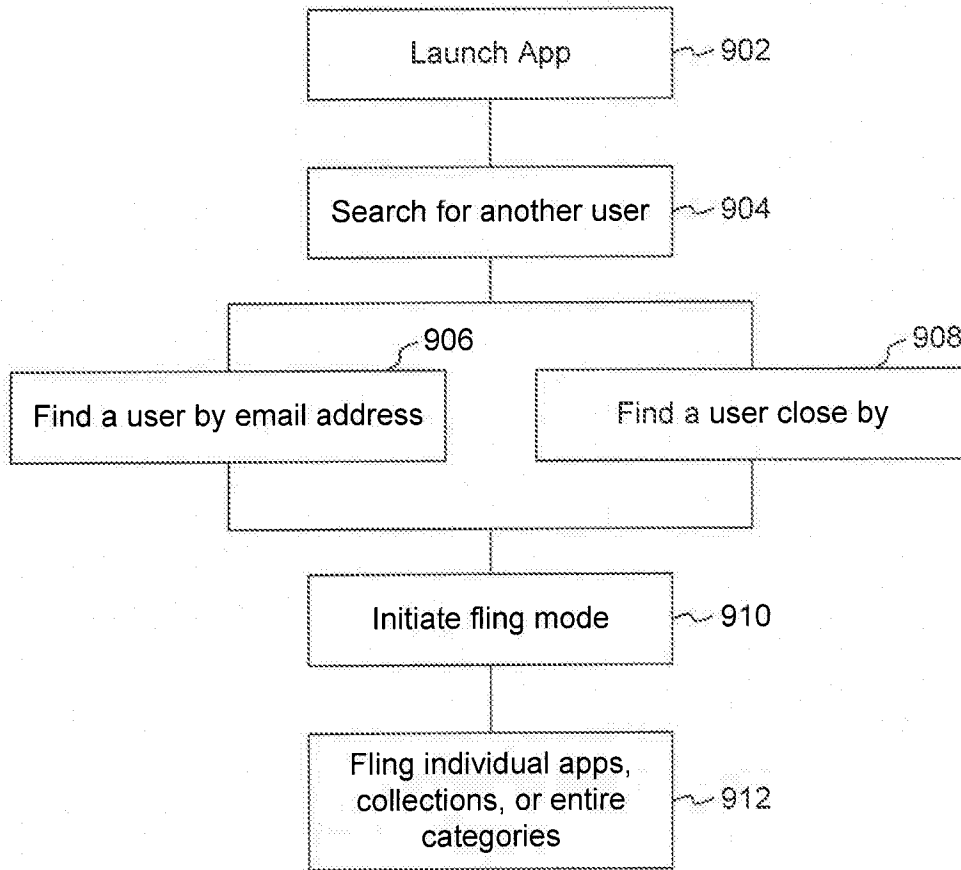 Launch App
902
Search for another user
904
906
908
Find a user by email address
Find a user close by
Initiate fling mode
910
Fling individual apps,
collections, or entire
categories
912